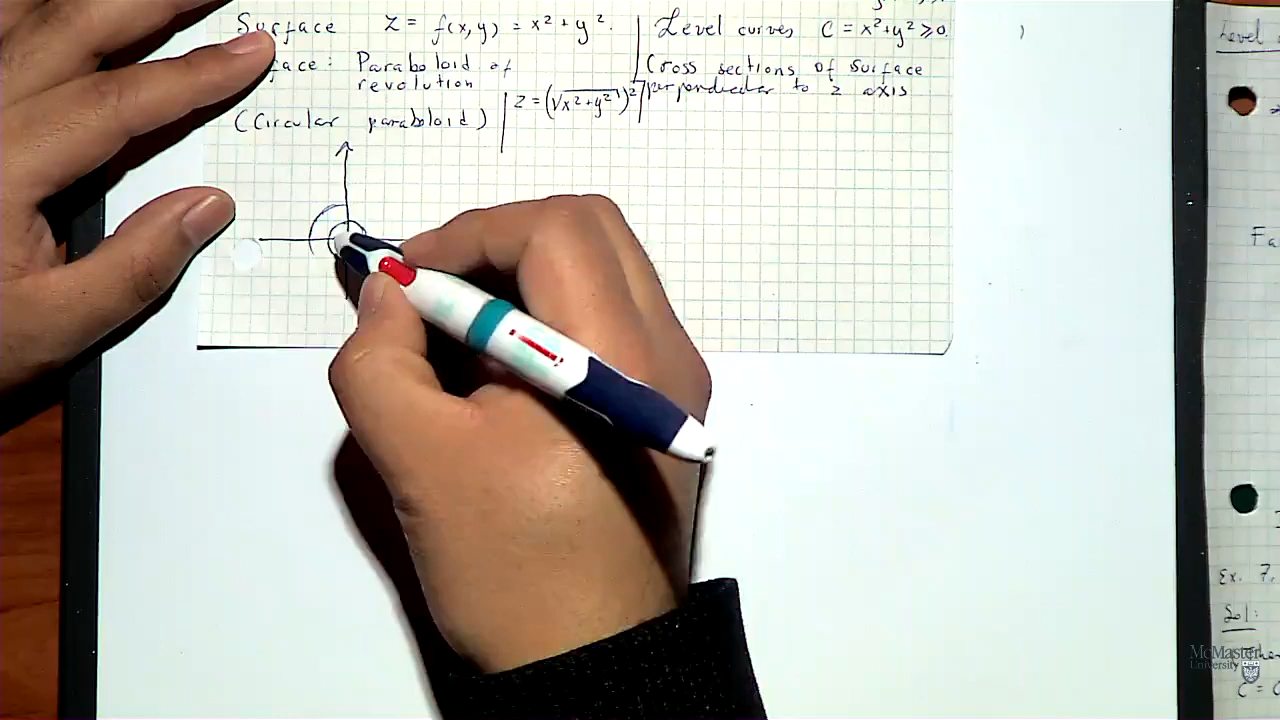 Surface z = f(x,y) = x² + y². | Level curves C = x²+y² ≥ 0.
face: Paraboloid of | Cross sections of surface
revolution | perpendicular to z axis
(Circular paraboloid) | z = (√x²+y²)²
Level
Fa
Ex. 7.
Sol:
C =
McMaster
University